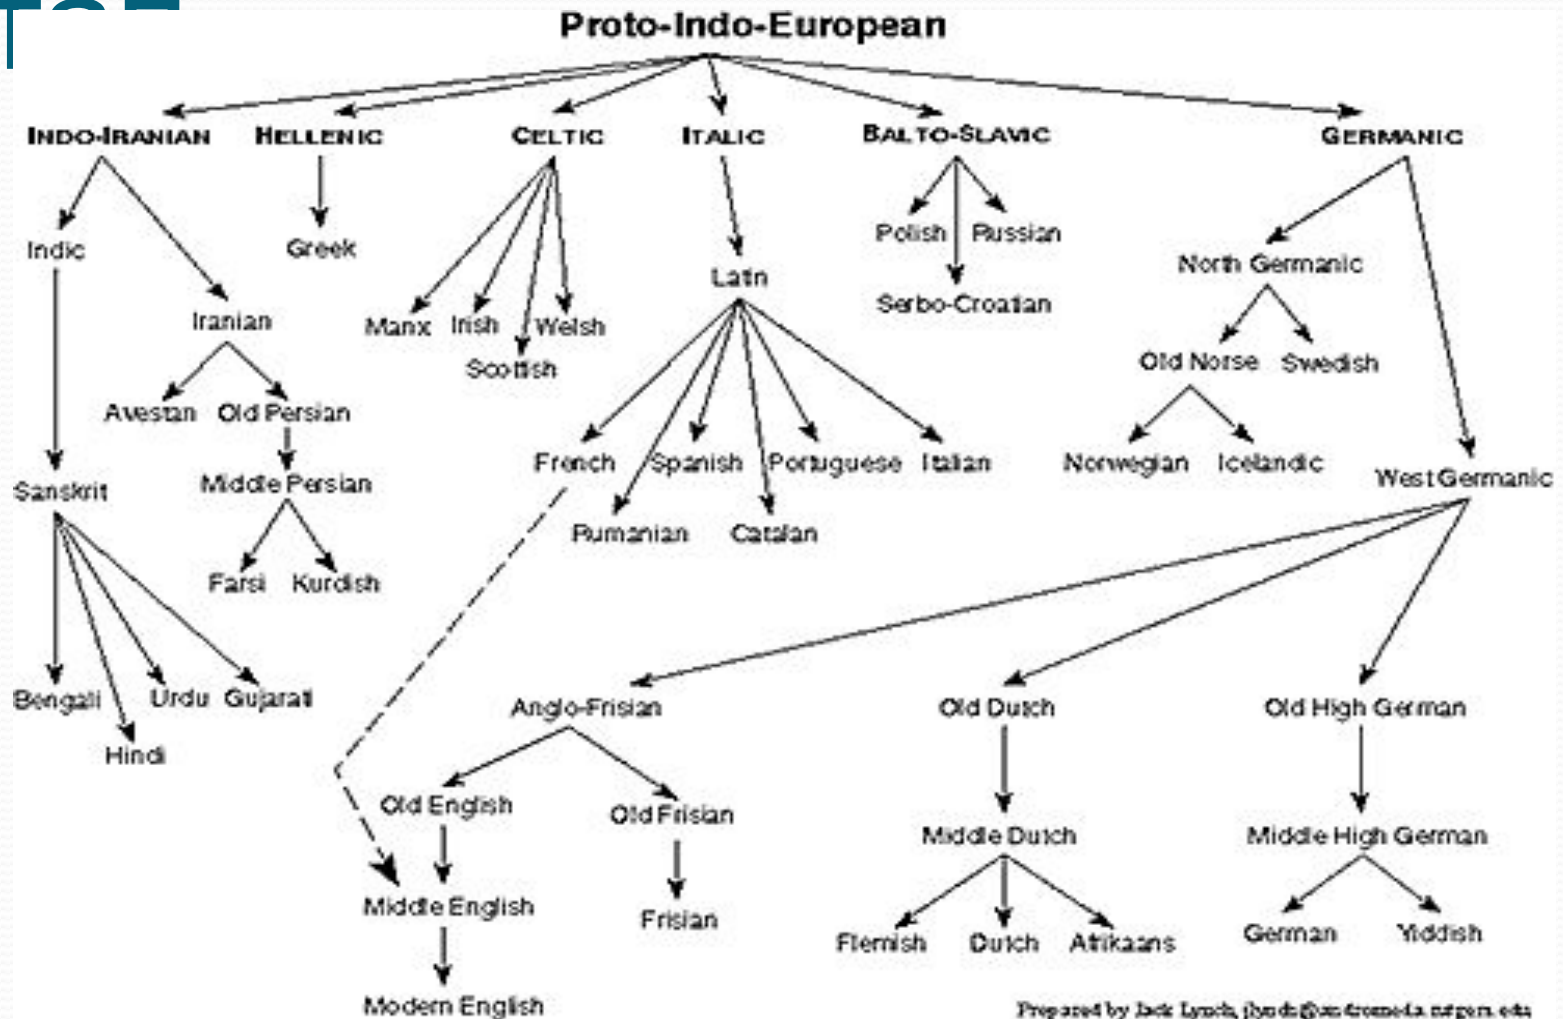 Proto-Indo-European
INDO-IRANIAN HELLENIC CELTIC ITALIC BALTO-SLAVIC GERMANIC
Indic Greek Polish Russian
North Germanic
Latin
Serbo-Croatian
Iranian Manx Irish Welsh
Scottish Old Norse Swedish
Avestan Old Persian
French Spanish Portuguese Italian Norwegian Icelandic
Sanskrit Middle Persian West Germanic
Rumanian Catalan
Farsi Kurdish
Bengali Urdu Gujarati
Anglo-Frisian Old Dutch Old High German
Hindi
Old English Old Frisian
Middle Dutch Middle High German
Middle English Frisian
Flemish Dutch Afrikaans German Yiddish
Modern English
Prepared by Jack Lynch, jlynch@andromeda.rutgers.edu